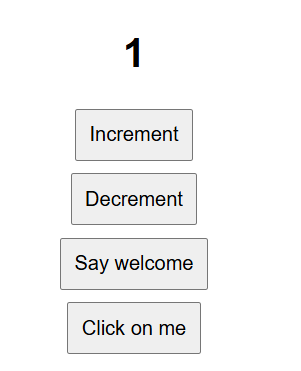 1
Increment
Decrement
Say welcome
Click on me